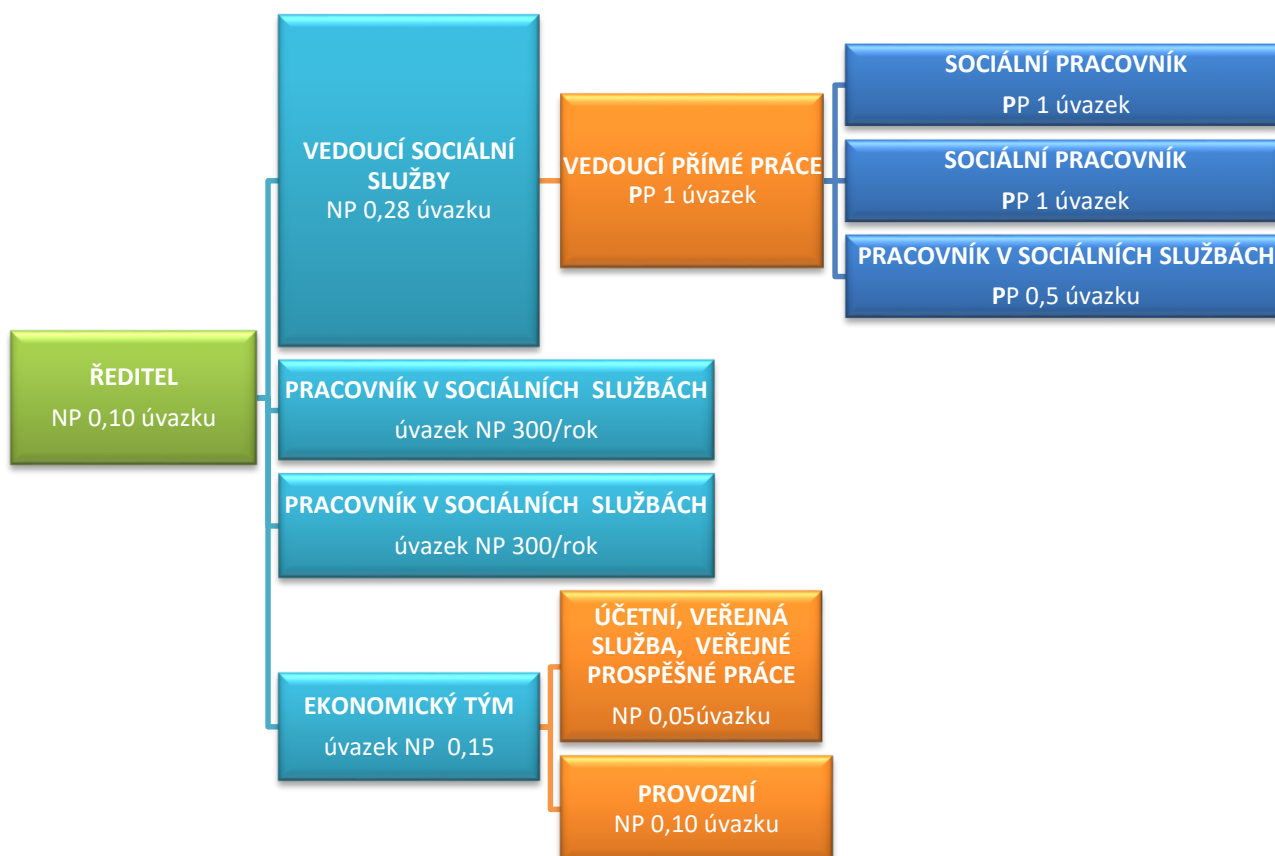 ŘEDITEL
NP 0,10 úvazku
VEDOUCÍ SOCIÁLNÍ
SLUŽBY
NP 0,28 úvazku
VEDOUCÍ PŘÍMÉ PRÁCE
PP 1 úvazek
SOCIÁLNÍ PRACOVNÍK
PP 1 úvazek
SOCIÁLNÍ PRACOVNÍK
PP 1 úvazek
PRACOVNÍK V SOCIÁLNÍCH SLUŽBÁCH
PP 0,5 úvazku
PRACOVNÍK V SOCIÁLNÍCH SLUŽBÁCH
úvazek NP 300/rok
PRACOVNÍK V SOCIÁLNÍCH SLUŽBÁCH
úvazek NP 300/rok
EKONOMICKÝ TÝM
úvazek NP 0,15
ÚČETNÍ, VEŘEJNÁ
SLUŽBA, VEŘEJNÉ
PROSPĚŠNÉ PRÁCE
NP 0,05úvazku
PROVOZNÍ
NP 0,10 úvazku